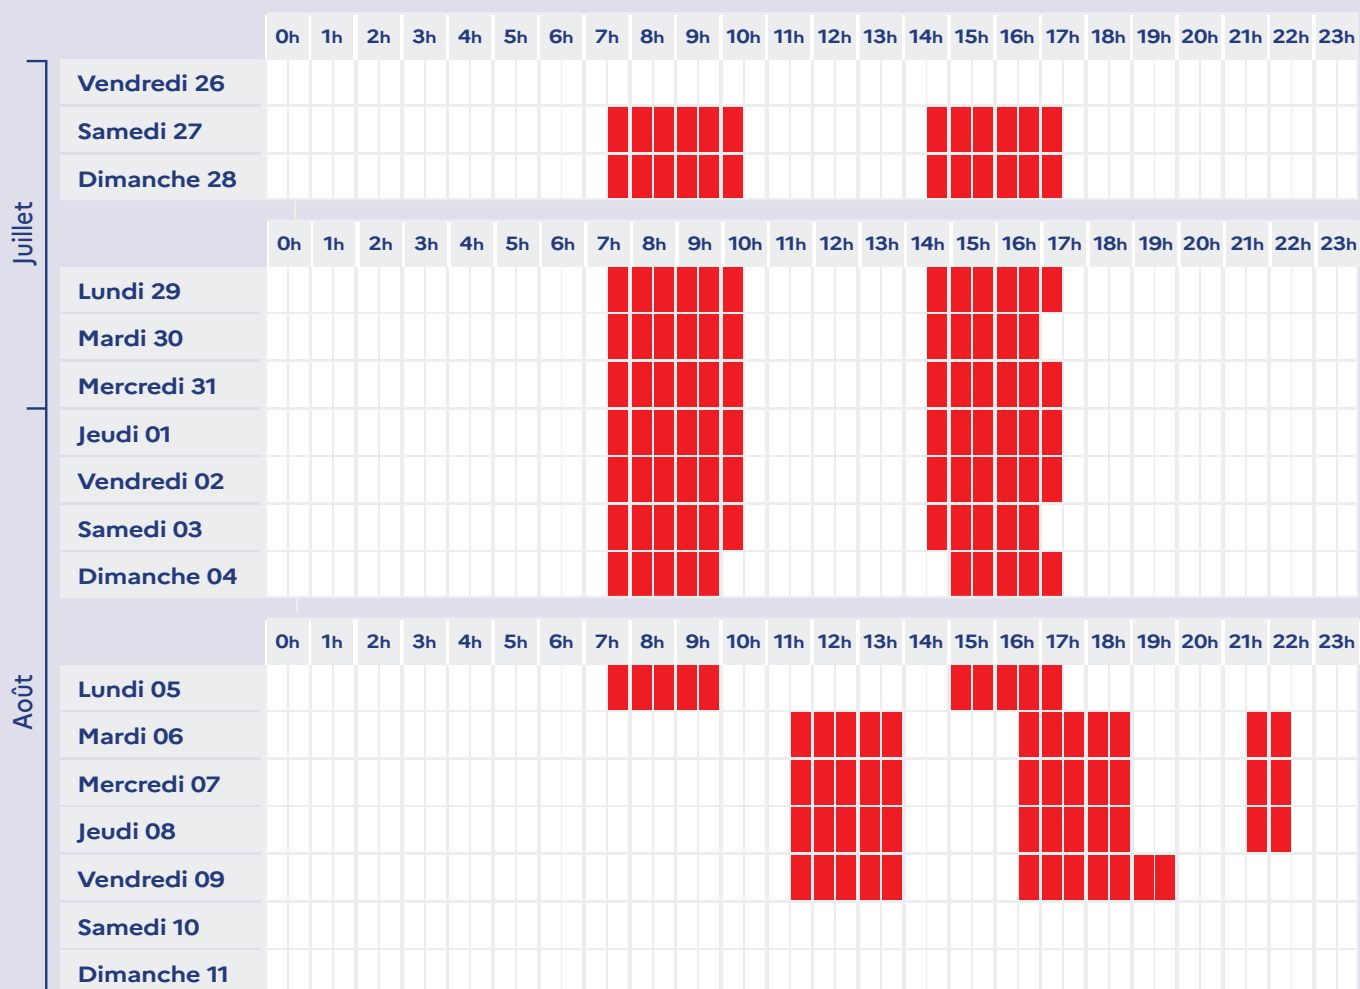 0h 1h 2h 3h 4h 5h 6h 7h 8h 9h 10h 11h 12h 13h 14h 15h 16h 17h 18h 19h 20h 21h 22h 23h
Juillet
Vendredi 26
Samedi 27
Dimanche 28
0h 1h 2h 3h 4h 5h 6h 7h 8h 9h 10h 11h 12h 13h 14h 15h 16h 17h 18h 19h 20h 21h 22h 23h
Lundi 29
Mardi 30
Mercredi 31
Août
Jeudi 01
Vendredi 02
Samedi 03
Dimanche 04
0h 1h 2h 3h 4h 5h 6h 7h 8h 9h 10h 11h 12h 13h 14h 15h 16h 17h 18h 19h 20h 21h 22h 23h
Lundi 05
Mardi 06
Mercredi 07
Jeudi 08
Vendredi 09
Samedi 10
Dimanche 11